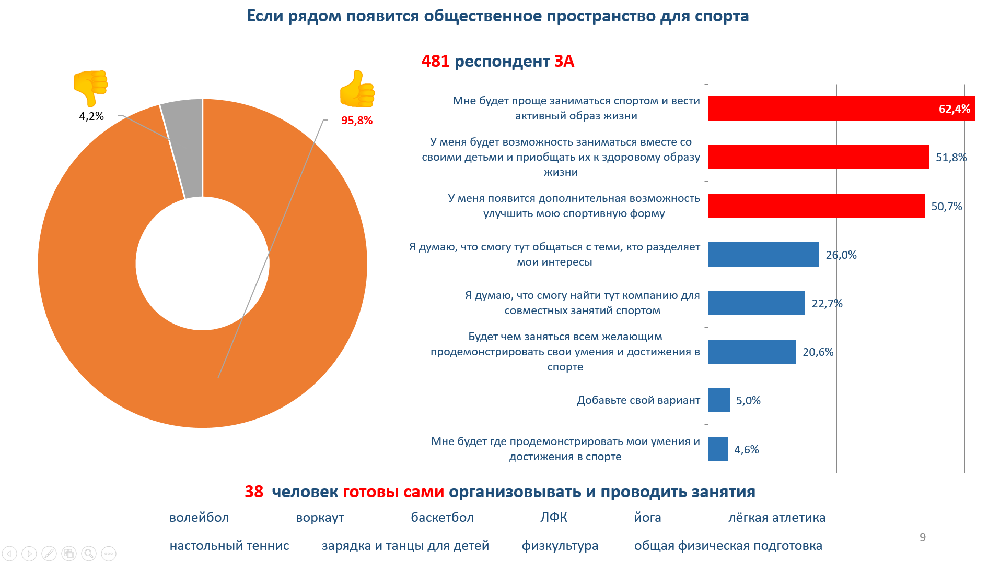 Если рядом появится общественное пространство для спорта
481 респондент ЗА
4,2%
95,8%
Мне будет проще заниматься спортом и вести
активный образ жизни
62,4%
У меня будет возможность заниматься вместе со
своими детьми и приобщать их к здоровому образу
жизни
51,8%
У меня появится дополнительная возможность
улучшить мою спортивную форму
50,7%
Я думаю, что смогу тут общаться с теми, кто разделяет
мои интересы
26,0%
Я думаю, что смогу найти тут компанию для
совместных занятий спортом
22,7%
Будет чем заняться всем желающим
продемонстрировать свои умения и достижения в
спорте
20,6%
Добавьте свой вариант
5,0%
Мне будет где продемонстрировать мои умения и
достижения в спорте
4,6%
38 человек готовы сами организовывать и проводить занятия
волейбол воркаут баскетбол ЛФК йога лёгкая атлетика
настольный теннис зарядка и танцы для детей физкультура общая физическая подготовка
9